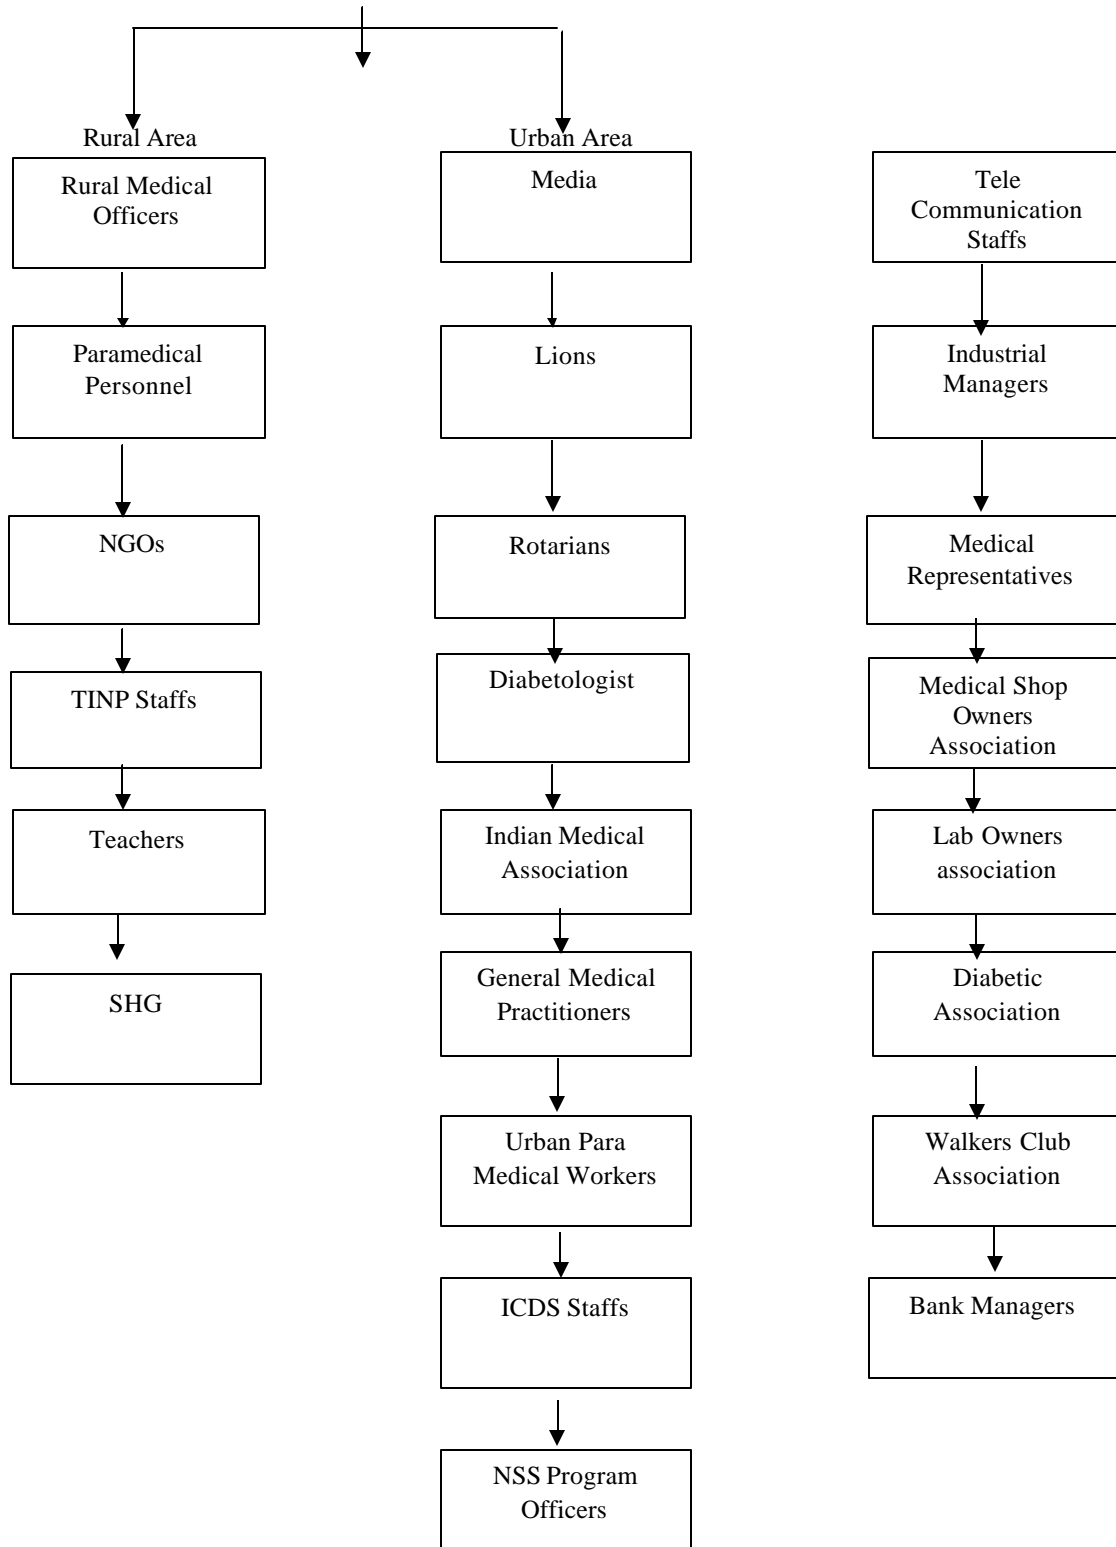 Rural Area
Rural Medical
Officers
Paramedical
Personnel
NGOs
TINP Staffs
Teachers
SHG
Urban Area
Media
Lions
Rotarians
Diabetologist
Indian Medical
Association
General Medical
Practitioners
Urban Para
Medical Workers
ICDS Staffs
NSS Program
Officers
Tele
Communication
Staffs
Industrial
Managers
Medical
Representatives
Medical Shop
Owners
Association
Lab Owners
association
Diabetic
Association
Walkers Club
Association
Bank Managers